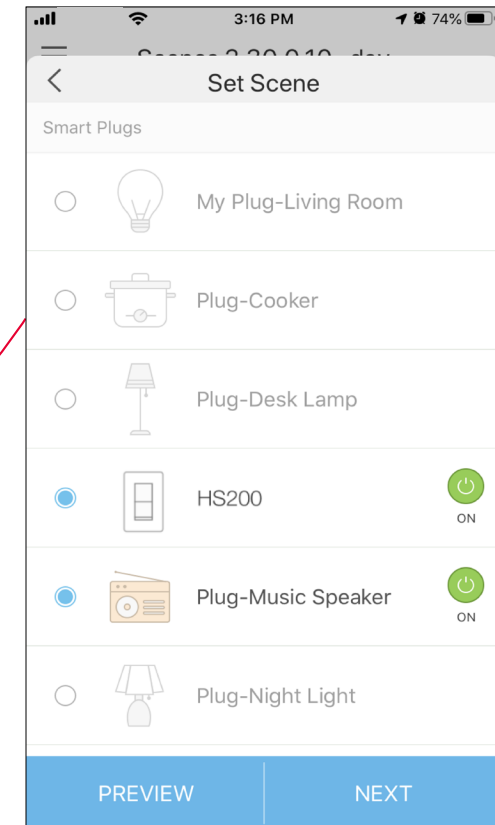 3:16 PM 74%
Set Scene
Smart Plugs
My Plug-Living Room
Plug-Cooker
Plug-Desk Lamp
HS200
ON
Plug-Music Speaker
ON
Plug-Night Light
PREVIEW NEXT